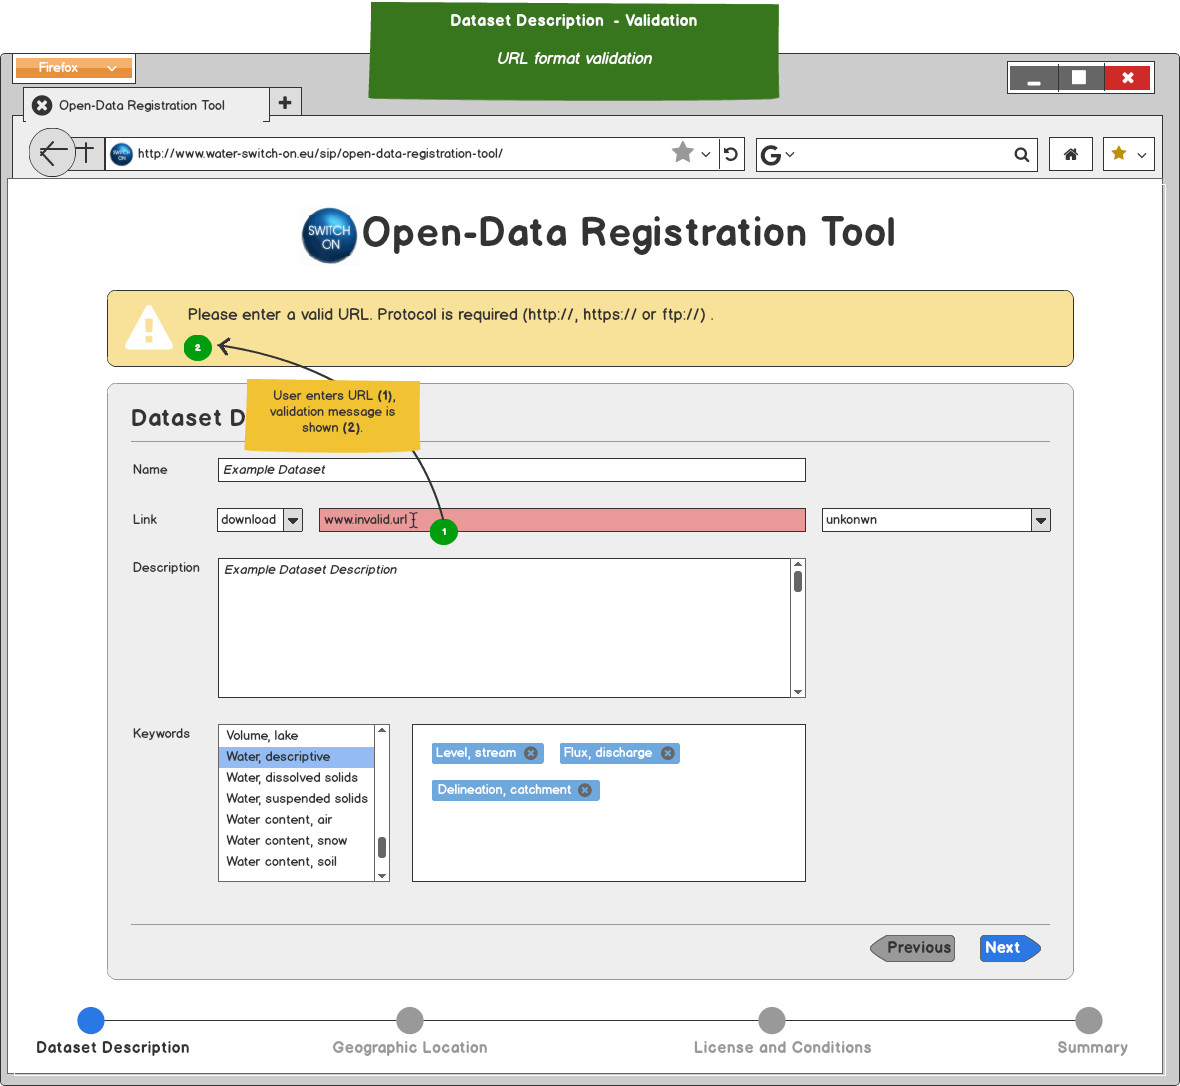 Dataset Description - Validation
URL format validation
Firefox
Open-Data Registration Tool
SWITCH ON
http://www.water-switch-on.eu/sip/open-data-registration-tool/
G
SWITCH
ON
Open-Data Registration Tool
Please enter a valid URL. Protocol is required (http://, https:// or ftp://) .
2
User enters URL (1),
validation message is
shown (2).
Dataset D
Name
Example Dataset
Link
download
www.invalid.url
1
unkonwn
Description
Example Dataset Description
Keywords
Volume, lake
Water, descriptive
Water, dissolved solids
Water, suspended solids
Water content, air
Water content, snow
Water content, soil
Level, stream
Flux, discharge
Delineation, catchment
Previous
Next
Dataset Description
Geographic Location
License and Conditions
Summary